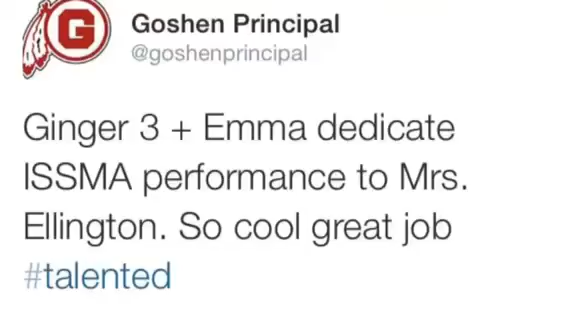 G
Goshen Principal
@goshenprincipal
Ginger 3 + Emma dedicate
ISSMA performance to Mrs.
Ellington. So cool great job
#talented